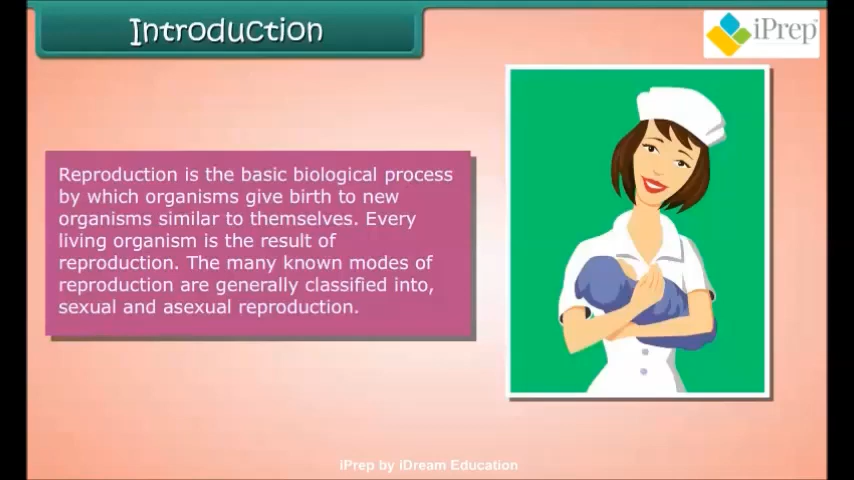 Introduction
iPrep
Reproduction is the basic biological process
by which organisms give birth to new
organisms similar to themselves. Every
living organism is the result of
reproduction. The many known modes of
reproduction are generally classified into,
sexual and asexual reproduction.
iPrep by iDream Education